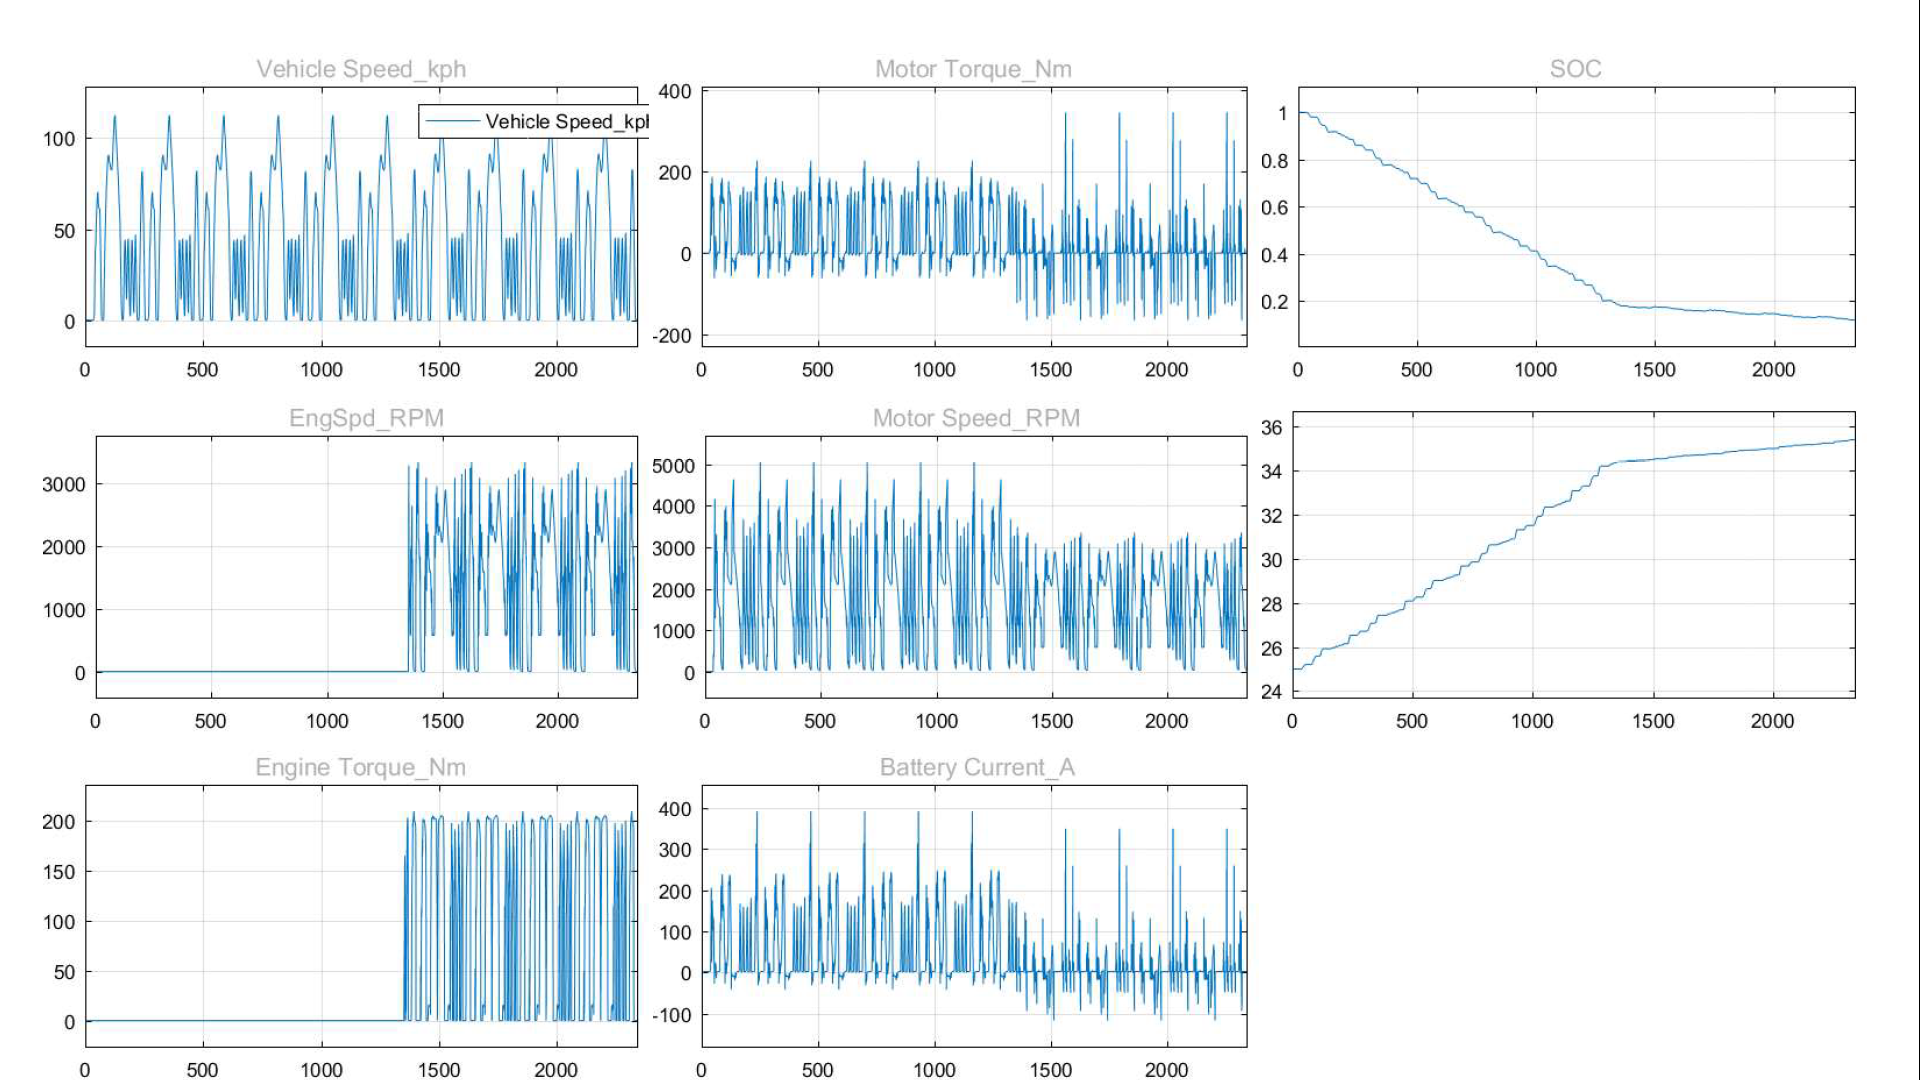 Vehicle Speed_kph
Vehicle Speed_kph
100
50
0
0 500 1000 1500 2000
Motor Torque_Nm
400
200
0
-200
0 500 1000 1500 2000
SOC
1
0.8
0.6
0.4
0.2
0 500 1000 1500 2000
EngSpd_RPM
3000
2000
1000
0
0 500 1000 1500 2000
Motor Speed_RPM
5000
4000
3000
2000
1000
0
0 500 1000 1500 2000
36
34
32
30
28
26
24
0 500 1000 1500 2000
Engine Torque_Nm
200
150
100
50
0
0 500 1000 1500 2000
Battery Current_A
400
300
200
100
0
-100
0 500 1000 1500 2000